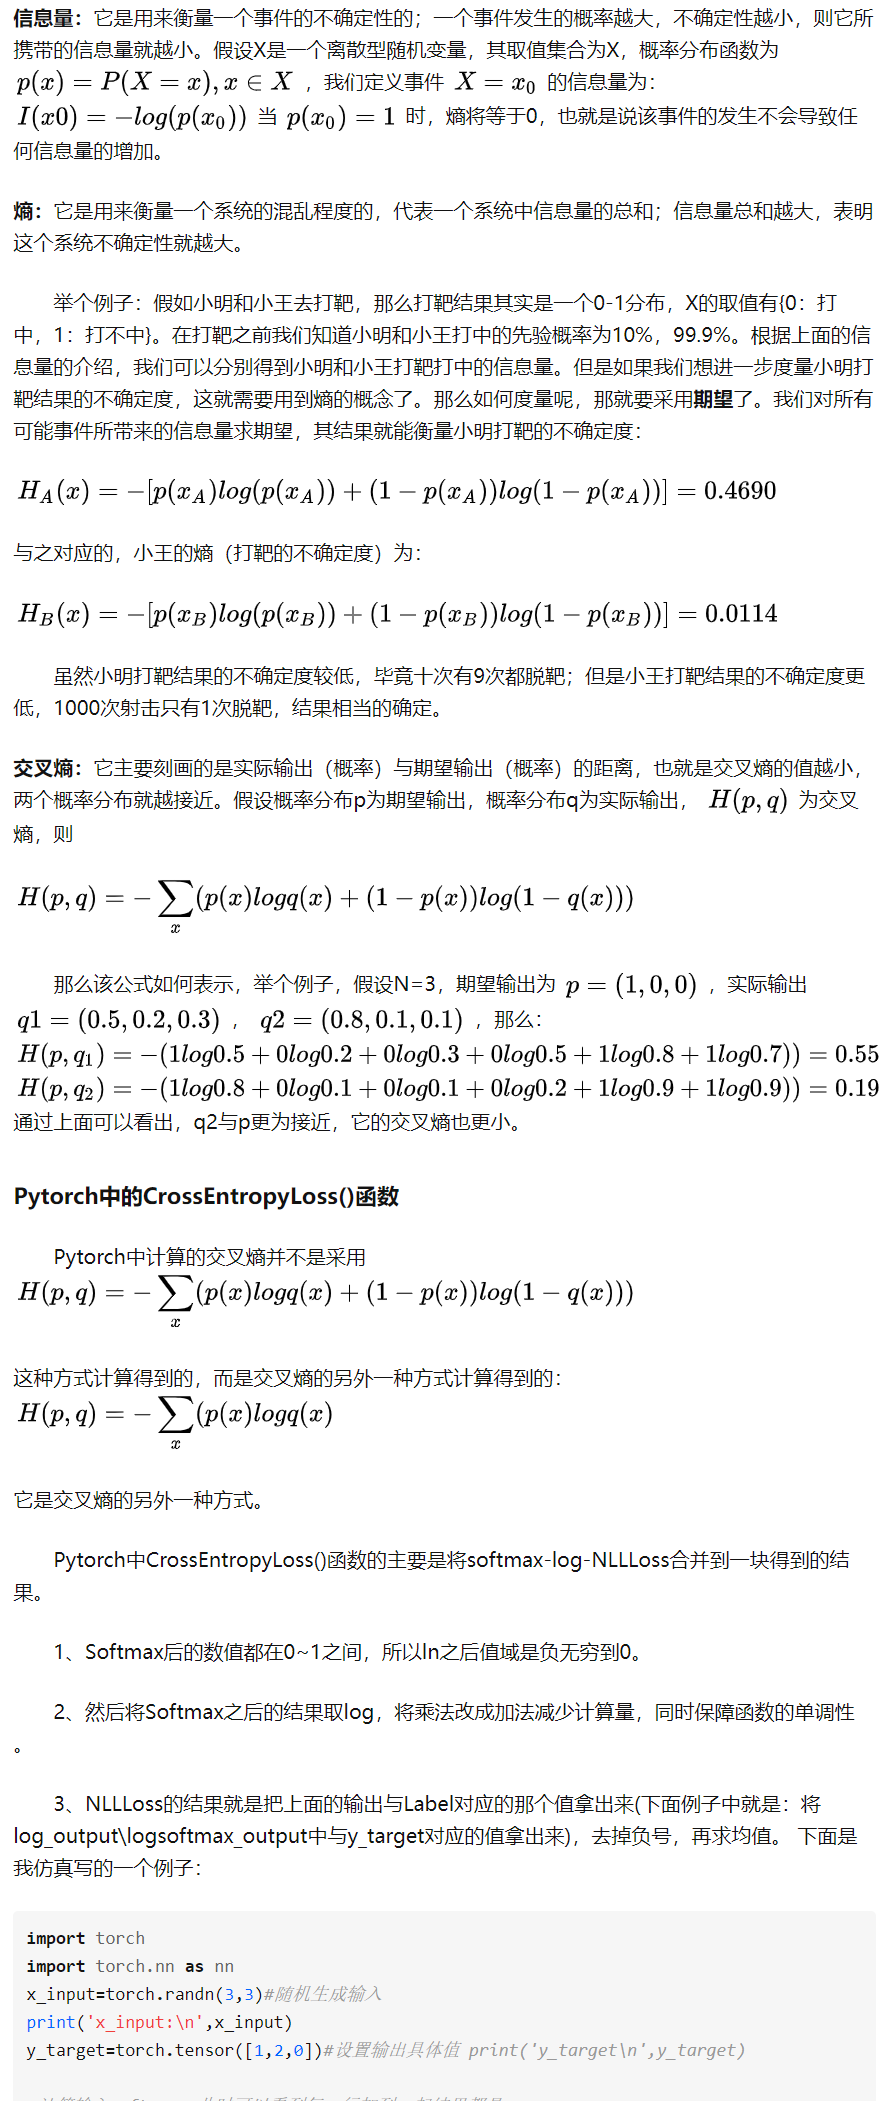 信息量：它是用来衡量一个事件的不确定性的；一个事件发生的概率越大，不确定性越小，则它所
携带的信息量就越小。假设X是一个离散型随机变量，其取值集合为X，概率分布函数为
p(x) = P(X = x), x ∈ X ，我们定义事件 X = x₀ 的信息量为：
I(x0) = −log(p(x₀)) 当 p(x₀) = 1 时，熵将等于0，也就是说该事件的发生不会导致任
何信息量的增加。
熵：它是用来衡量一个系统的混乱程度的，代表一个系统中信息量的总和；信息量总和越大，表明
这个系统不确定性就越大。
举个例子：假如小明和小王去打靶，那么打靶结果其实是一个0-1分布，X的取值有{0：打
中，1：打不中}。在打靶之前我们知道小明和小王打中的先验概率为10%，99.9%。根据上面的信
息量的介绍，我们可以分别得到小明和小王打靶打中的信息量。但是如果我们想进一步度量小明打
靶结果的不确定度，这就需要用到熵的概念了。那么如何度量呢，那就要采用期望了。我们对所有
可能事件所带来的信息量求期望，其结果就能衡量小明打靶的不确定度：
H_A(x) = −[p(x_A)log(p(x_A)) + (1 − p(x_A))log(1 − p(x_A))] = 0.4690
与之对应的，小王的熵（打靶的不确定度）为：
H_B(x) = −[p(x_B)log(p(x_B)) + (1 − p(x_B))log(1 − p(x_B))] = 0.0114
虽然小明打靶结果的不确定度较低，毕竟十次有9次都脱靶；但是小王打靶结果的不确定度更
低，1000次射击只有1次脱靶，结果相当的确定。
交叉熵：它主要刻画的是实际输出（概率）与期望输出（概率）的距离，也就是交叉熵的值越小，
两个概率分布就越接近。假设概率分布p为期望输出，概率分布q为实际输出， H(p, q) 为交叉
熵，则
H(p, q) = −∑ₓ(p(x)logq(x) + (1 − p(x))log(1 − q(x)))
那么该公式如何表示，举个例子，假设N=3，期望输出为 p = (1, 0, 0) ，实际输出
q1 = (0.5, 0.2, 0.3) ， q2 = (0.8, 0.1, 0.1) ，那么：
H(p, q₁) = −(1log0.5 + 0log0.2 + 0log0.3 + 0log0.5 + 1log0.8 + 1log0.7)) = 0.55
H(p, q₂) = −(1log0.8 + 0log0.1 + 0log0.1 + 0log0.2 + 1log0.9 + 1log0.9)) = 0.19
通过上面可以看出，q2与p更为接近，它的交叉熵也更小。
Pytorch中的CrossEntropyLoss()函数
Pytorch中计算的交叉熵并不是采用
H(p, q) = −∑ₓ(p(x)logq(x) + (1 − p(x))log(1 − q(x)))
这种方式计算得到的，而是交叉熵的另外一种方式计算得到的：
H(p, q) = −∑ₓ(p(x)logq(x)
它是交叉熵的另外一种方式。
Pytorch中CrossEntropyLoss()函数的主要是将softmax-log-NLLLoss合并到一块得到的结
果。
1、Softmax后的数值都在0~1之间，所以ln之后值域是负无穷到0。
2、然后将Softmax之后的结果取log，将乘法改成加法减少计算量，同时保障函数的单调性
。
3、NLLLoss的结果就是把上面的输出与Label对应的那个值拿出来(下面例子中就是：将
log_output\logsoftmax_output中与y_target对应的值拿出来)，去掉负号，再求均值。 下面是
我仿真写的一个例子：
import torch
import torch.nn as nn
x_input=torch.randn(3,3)#随机生成输入
print('x_input:\n',x_input)
y_target=torch.tensor([1,2,0])#设置输出具体值 print('y_target\n',y_target)